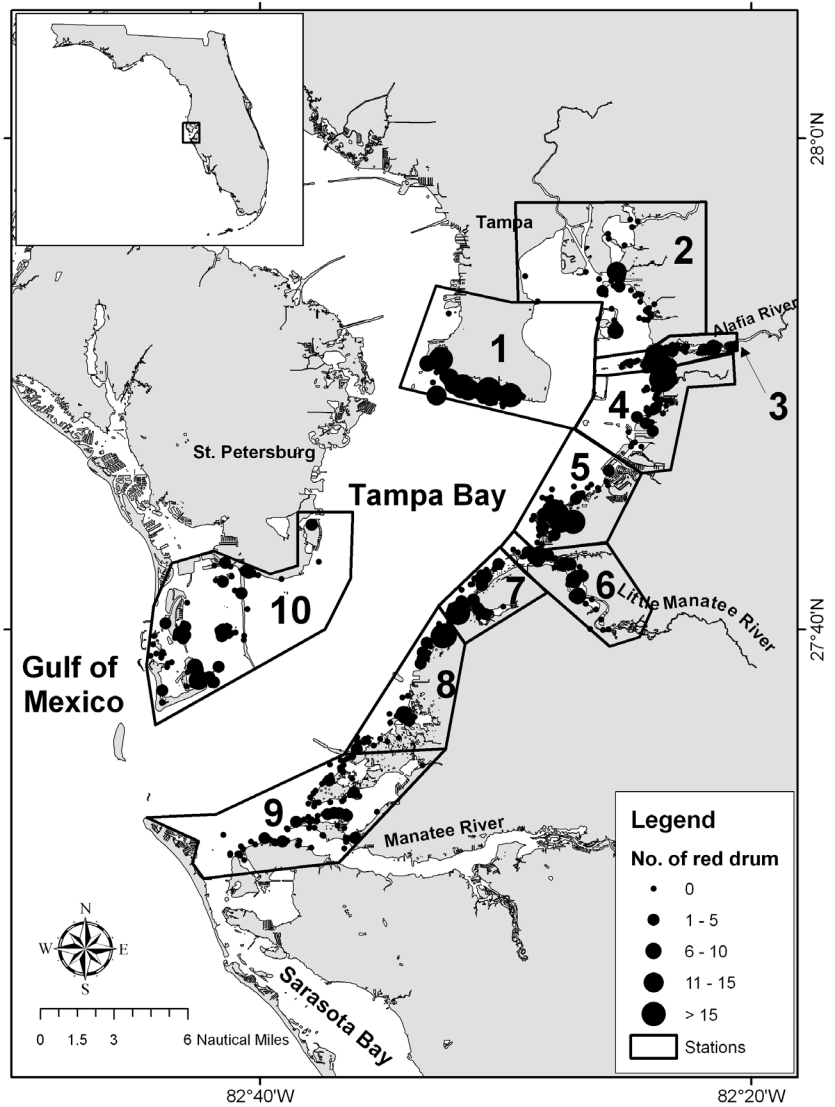 28°0'N
Tampa
2
Alafia River
1
3
4
St. Petersburg
5
Tampa Bay
6
Little Manatee River
7
10
27°40'N
Gulf of
Mexico
8
9
Manatee River
Sarasota Bay
N
W
E
S
0 1.5 3 6 Nautical Miles
Legend
No. of red drum
0
1 - 5
6 - 10
11 - 15
> 15
Stations
82°40'W
82°20'W